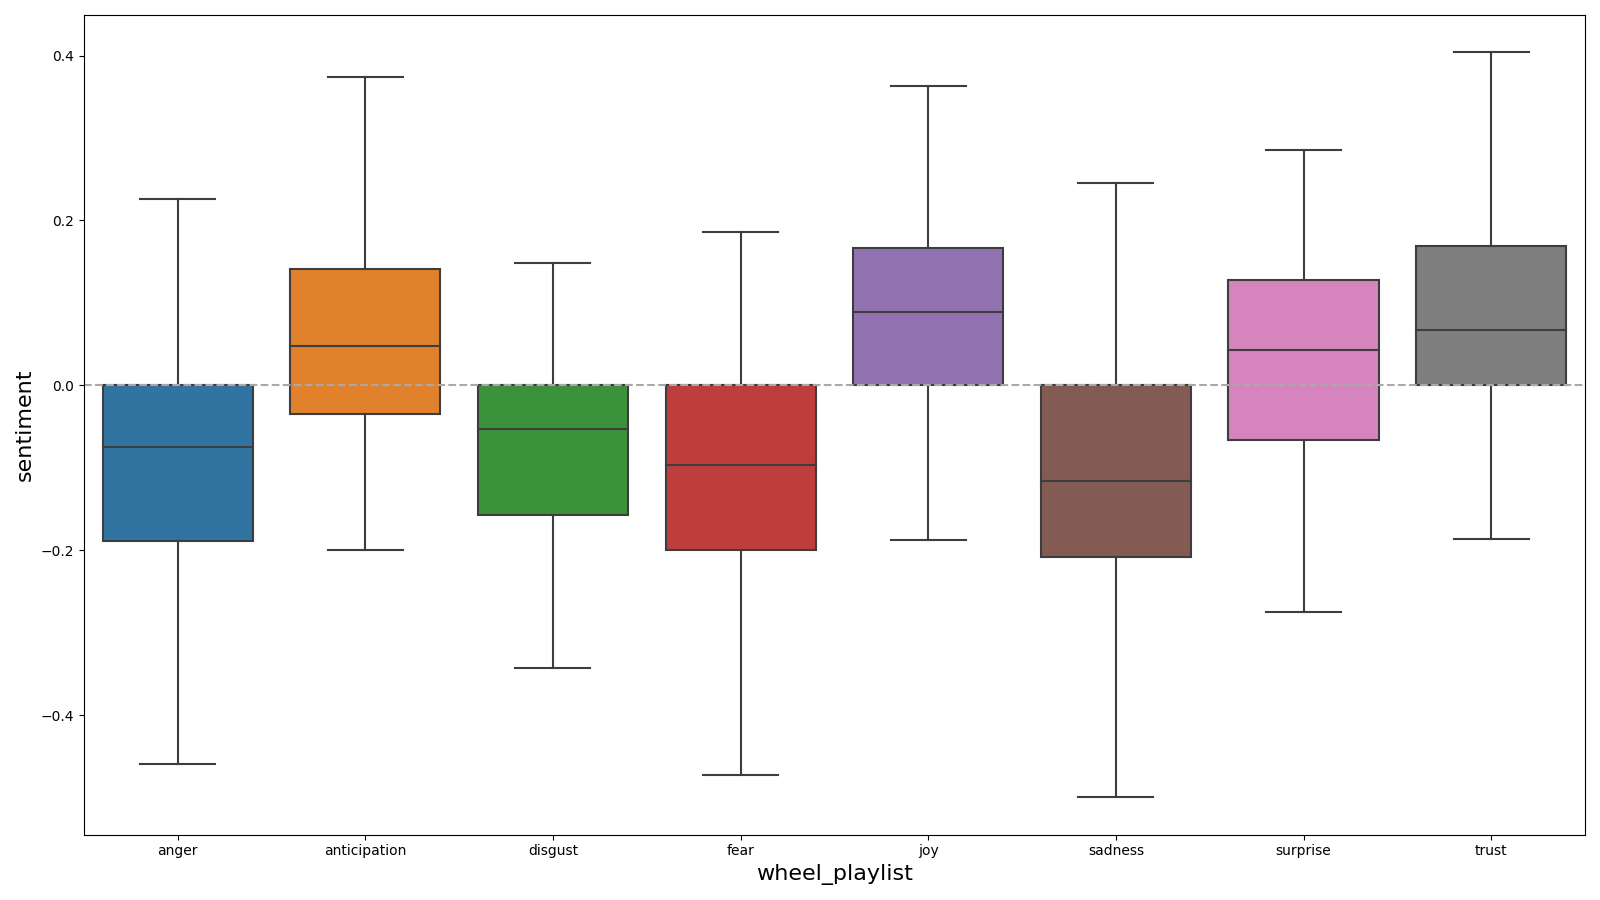 sentiment
0.4
0.2
0.0
−0.2
−0.4
anger anticipation disgust fear joy sadness surprise trust
wheel_playlist